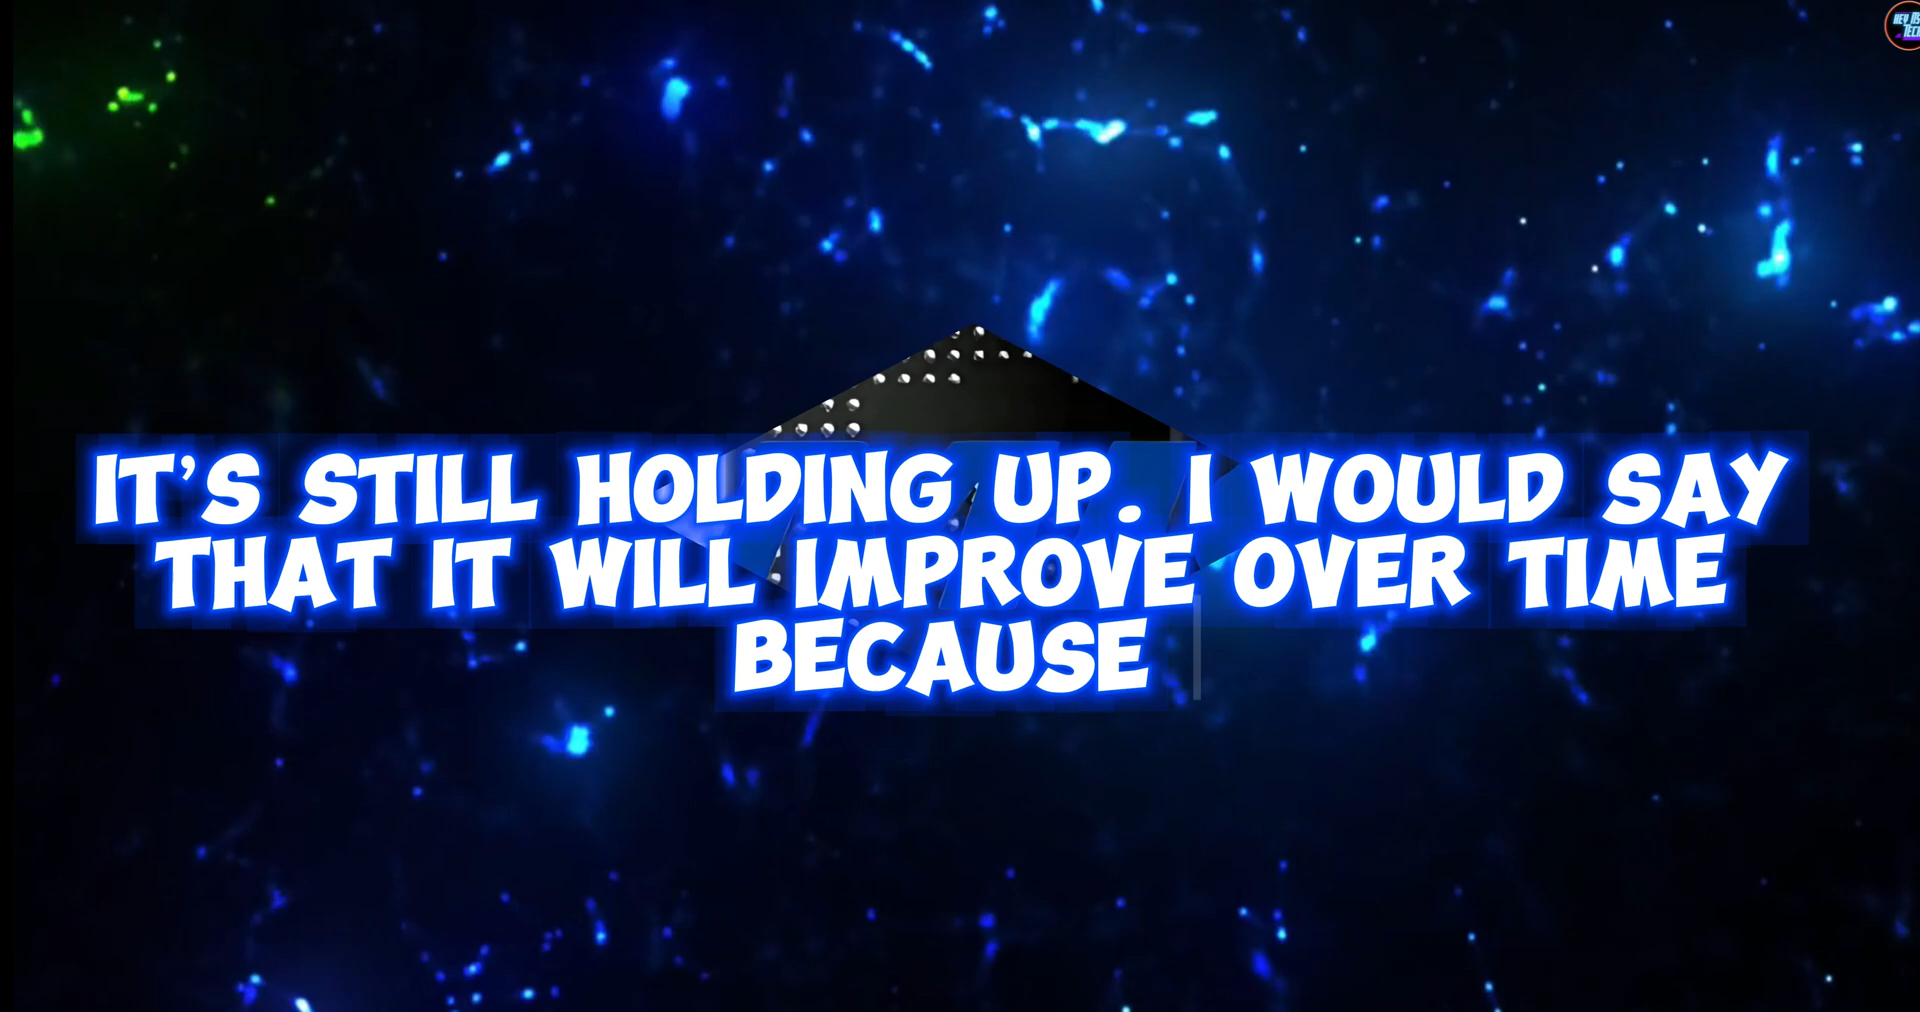 IT'S STILL HOLDING UP. I WOULD SAY
THAT IT WILL IMPROVE OVER TIME
BECAUSE